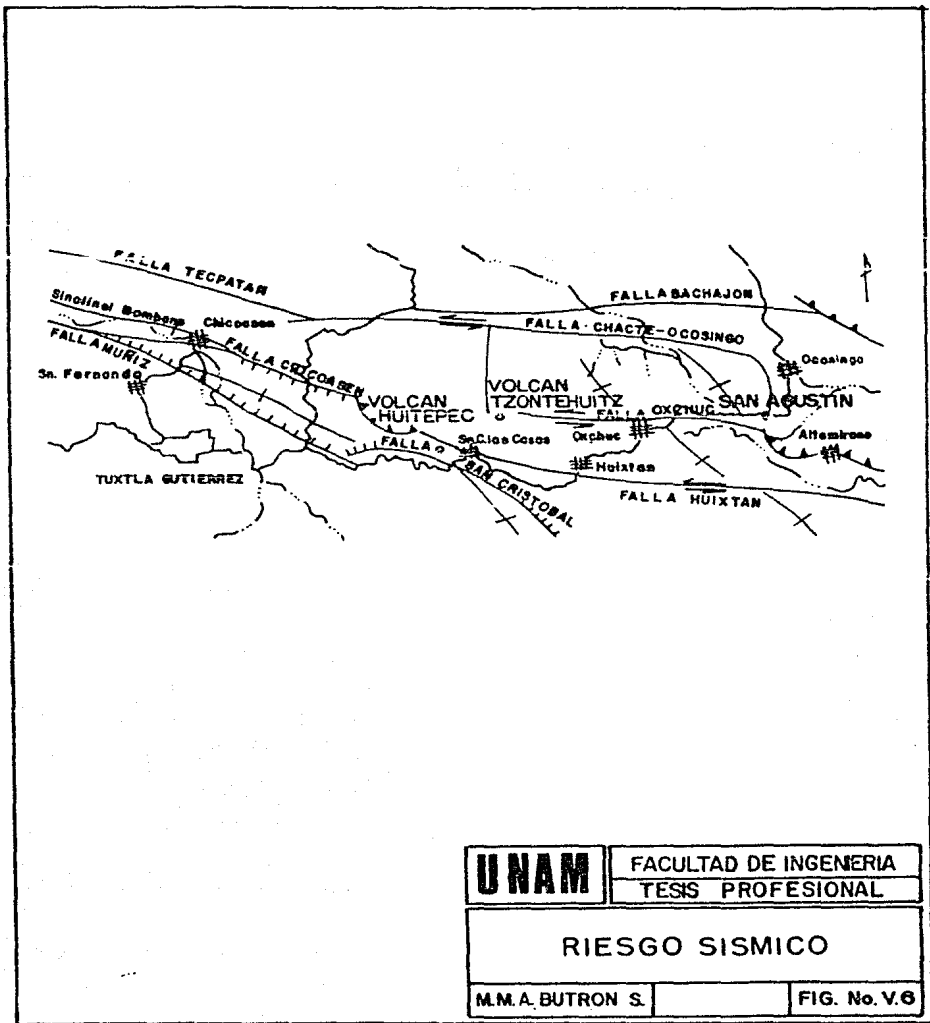 FALLA TECPATAN
Sinclinal Bombana
Chicoasen
FALLA MUÑIZ
Sn. Fernando
FALLA CHICOASEN
TUXTLA GUTIERREZ
VOLCAN
HUITEPEC
FALLA
SAN CRISTOBAL
Sn.C.las Casas
VOLCAN
TZONTEHUITZ
FALLA BACHAJON
FALLA CHACTE-OCOSINGO
Ocosingo
FALLA OXCHUC
SAN AGUSTIN
Oxchuc
Altamirano
Huixtan
FALLA HUIXTAN
UNAM
FACULTAD DE INGENIERIA
TESIS PROFESIONAL
RIESGO SISMICO
M.M.A. BUTRON S.
FIG. No. V.6